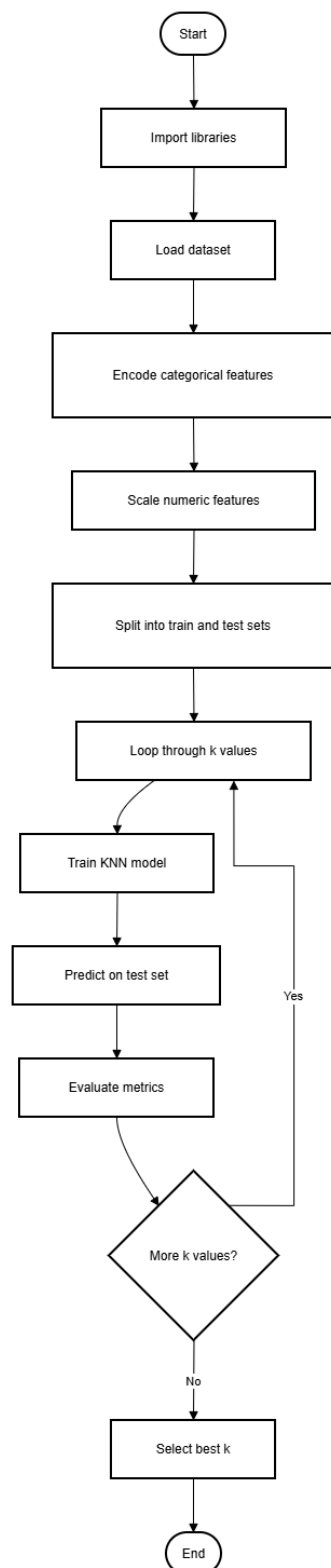 Start
Import libraries
Load dataset
Encode categorical features
Scale numeric features
Split into train and test sets
Loop through k values
Train KNN model
Predict on test set
Yes
Evaluate metrics
More k values?
No
Select best k
End